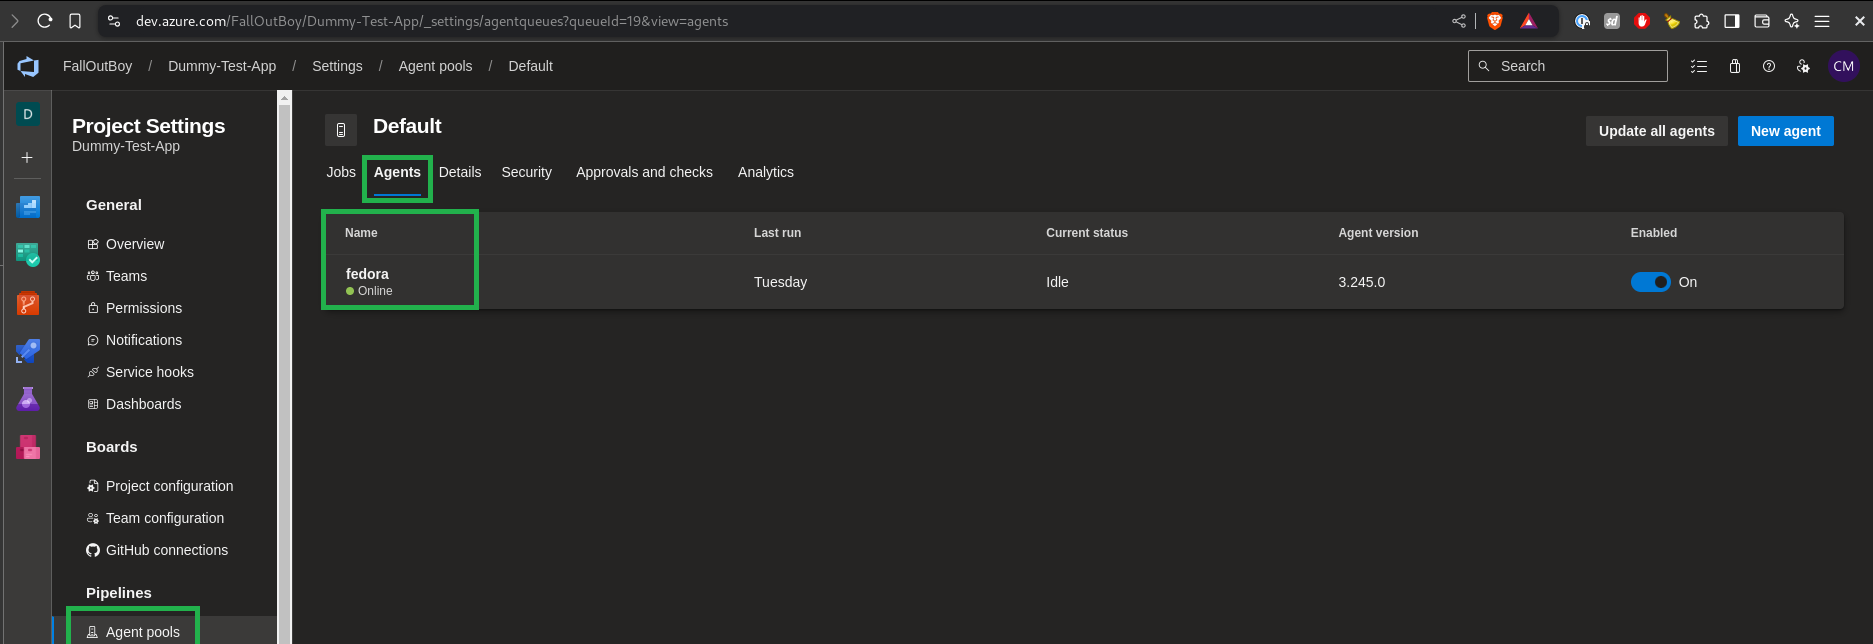 dev.azure.com/FallOutBoy/Dummy-Test-App/_settings/agentqueues?queueId=19&view=agents
FallOutBoy / Dummy-Test-App / Settings / Agent pools / Default
Search
CM
D
Project Settings
Dummy-Test-App
General
Overview
Teams
Permissions
Notifications
Service hooks
Dashboards
Boards
Project configuration
Team configuration
GitHub connections
Pipelines
Agent pools
Default
Update all agents
New agent
Jobs Agents Details Security Approvals and checks Analytics
Name Last run Current status Agent version Enabled
fedora
Online
Tuesday Idle 3.245.0 On